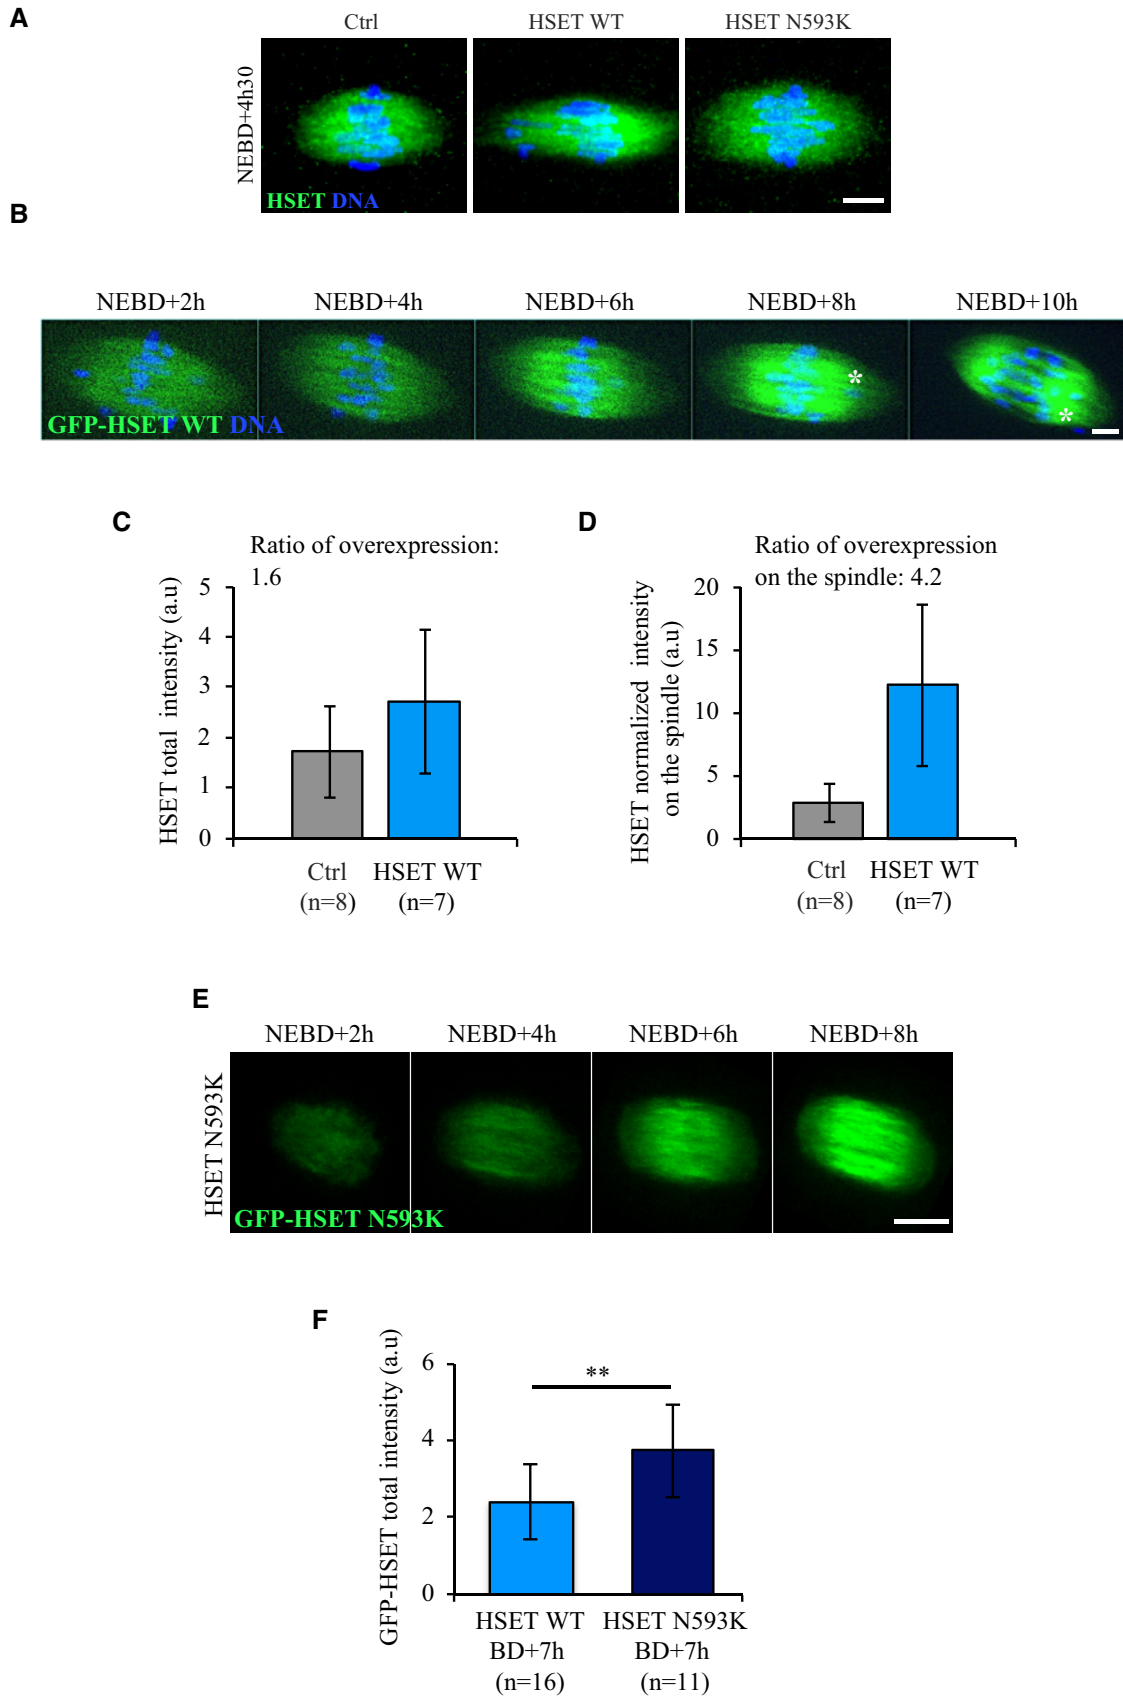 A
Ctrl
HSET WT
HSET N593K
NEBD+4h30
HSET DNA
B
NEBD+2h
NEBD+4h
NEBD+6h
NEBD+8h
NEBD+10h
*
*
GFP-HSET WT DNA
C
Ratio of overexpression:
1.6
HSET total intensity (a.u)
5
4
3
2
1
0
Ctrl
(n=8)
HSET WT
(n=7)
D
Ratio of overexpression
on the spindle: 4.2
HSET normalized intensity
on the spindle (a.u)
20
15
10
5
0
Ctrl
(n=8)
HSET WT
(n=7)
E
NEBD+2h
NEBD+4h
NEBD+6h
NEBD+8h
HSET N593K
GFP-HSET N593K
F
GFP-HSET total intensity (a.u)
6
4
2
0
**
HSET WT
BD+7h
(n=16)
HSET N593K
BD+7h
(n=11)